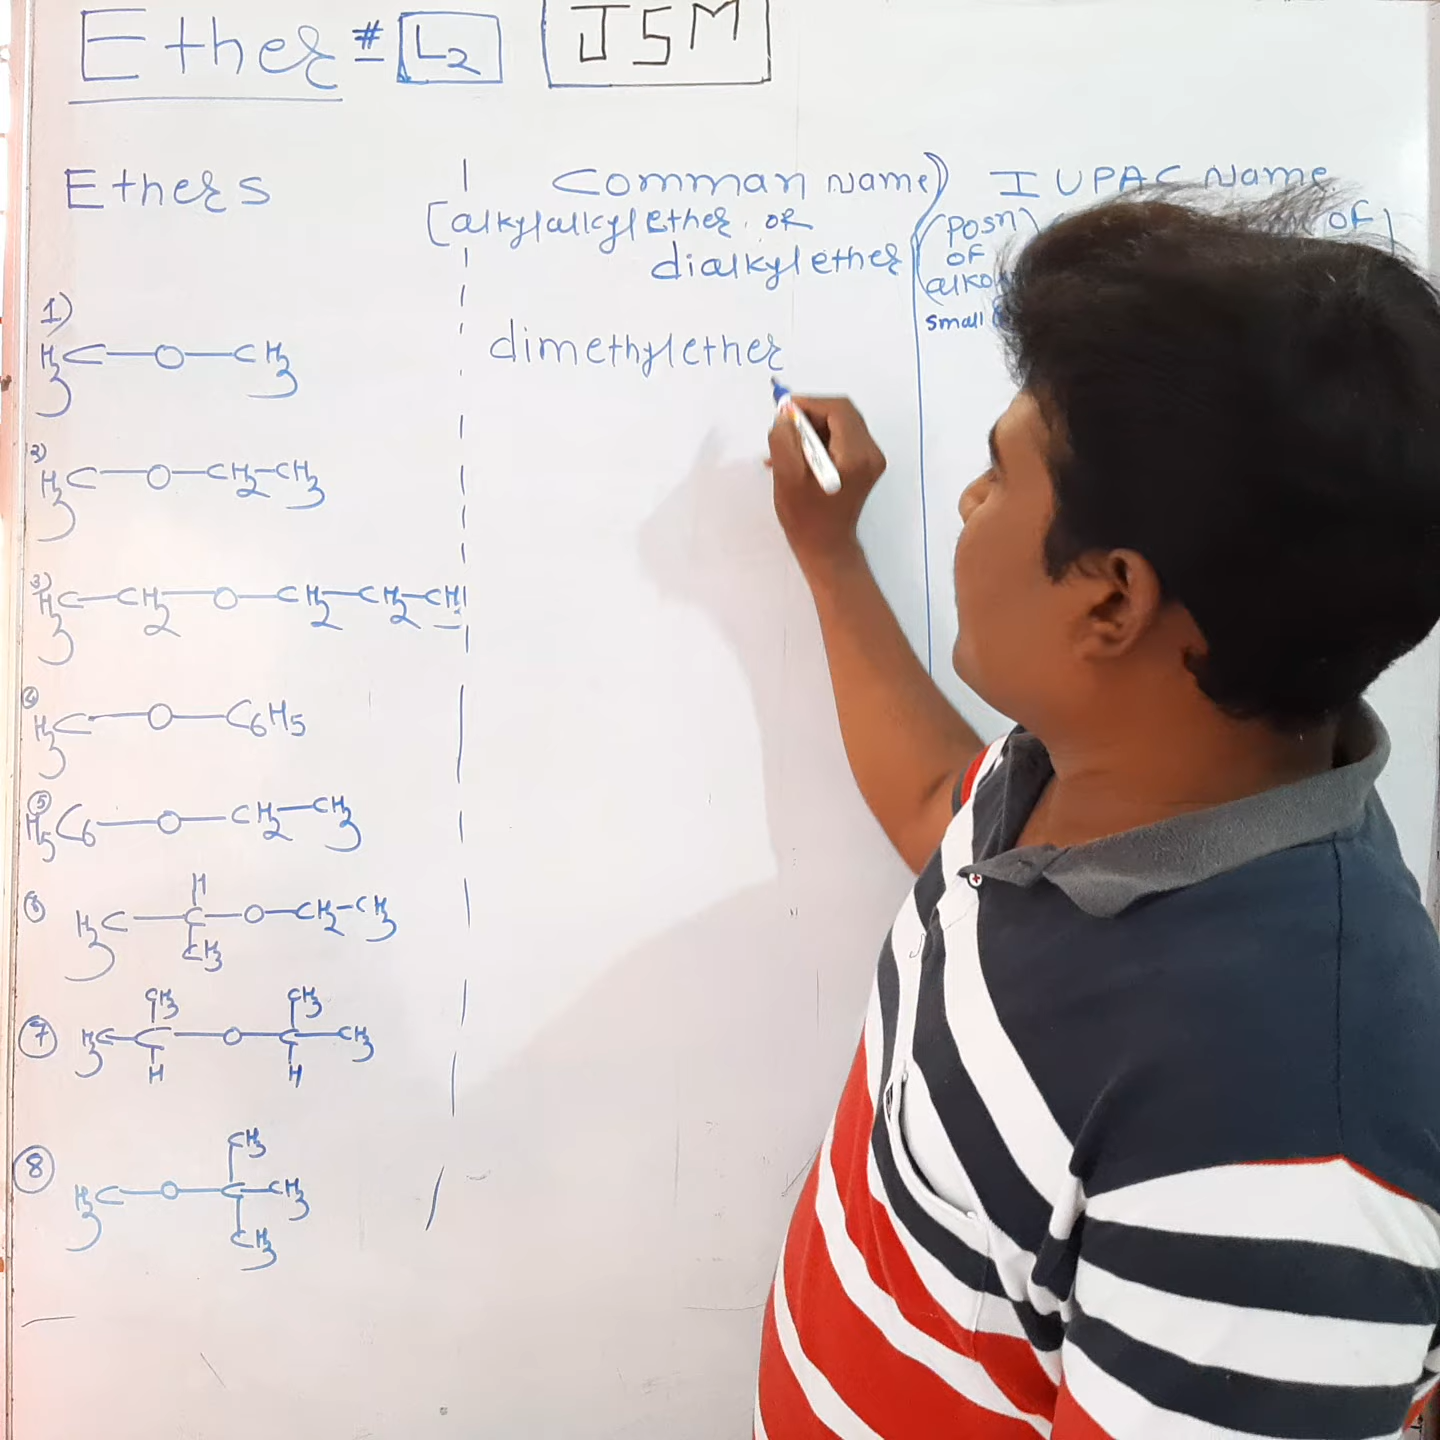 Ether # L2 JSM
Ethers
Comman Name)
IUPAC Name
[alkylalkylEther or
dialkylether
(posn)
OF
OF
small
1)
H3C—O—CH3
dimethylether
2)
H3C—O—CH2—CH3
3)
H3C—CH2—O—CH2—CH2—CH3
4
H3C—O—C6H5
5
H5C6—O—CH2—CH3
6
H
H3C—C—O—CH2—CH3
CH3
CH3 CH3
7 H3C—C—O—C—CH3
H H
CH3
8
H3C—O—C—CH3
CH3